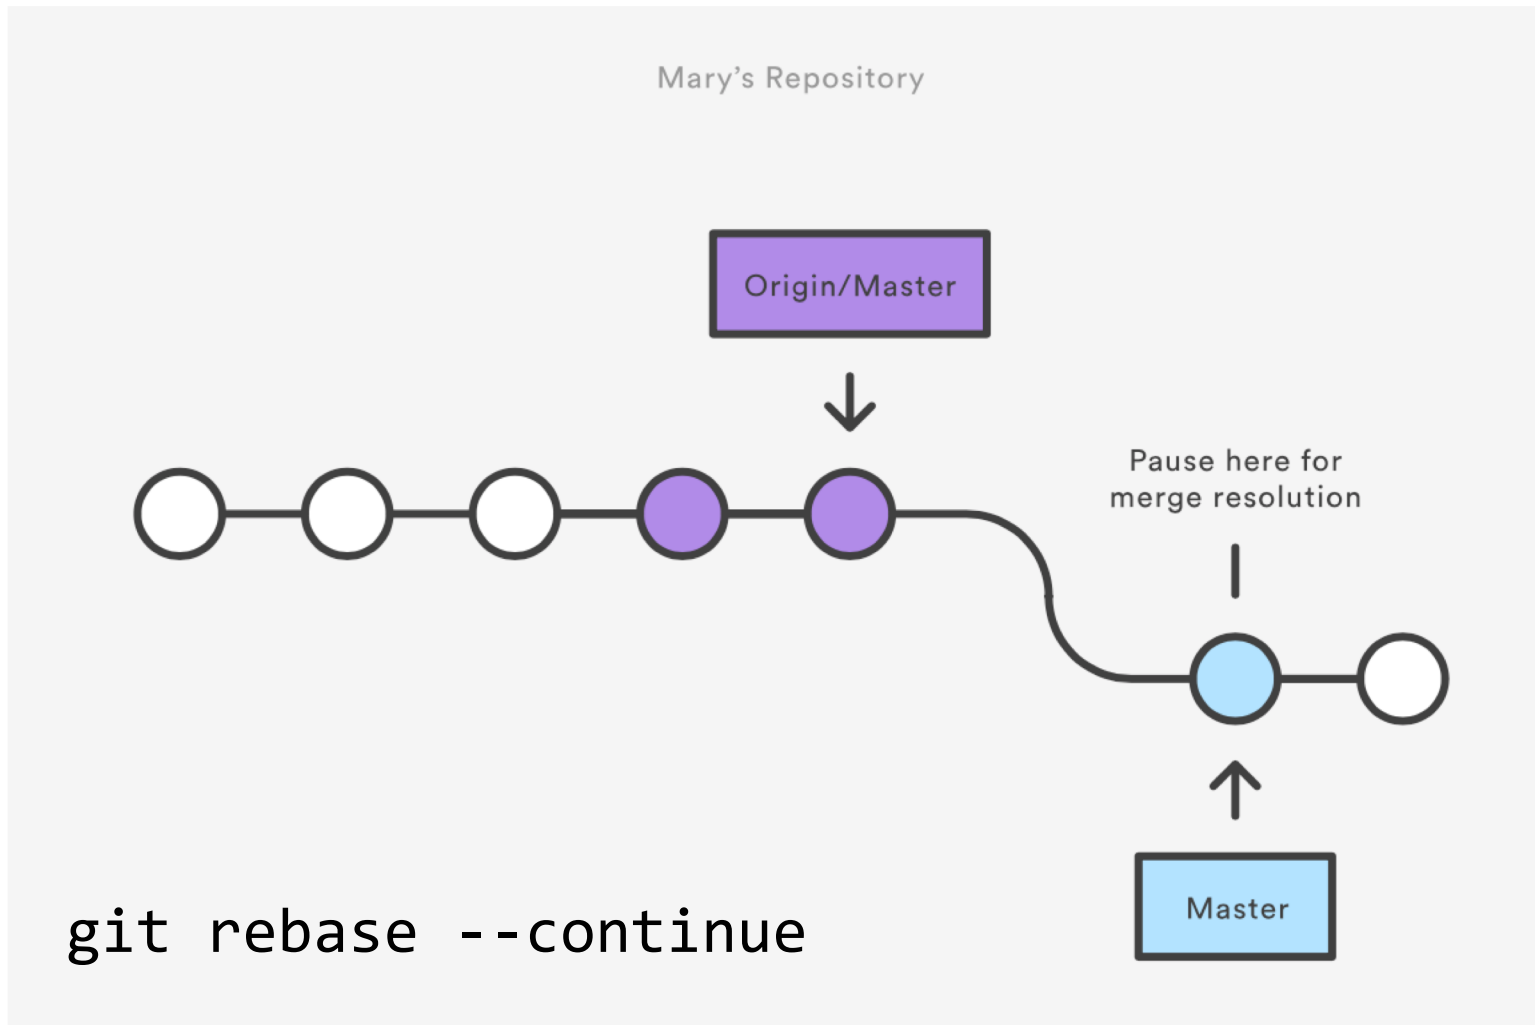 Mary’s Repository
Origin/Master
Pause here for
merge resolution
Master
git rebase --continue